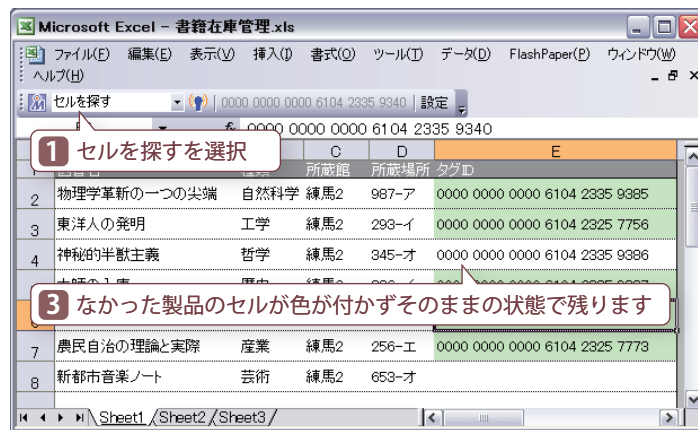 Microsoft Excel - 書籍在庫管理.xls
ファイル(F) 編集(E) 表示(V) 挿入(I) 書式(O) ツール(T) データ(D) FlashPaper(P) ウィンドウ(W)
ヘルプ(H)
セルを探す 0000 0000 0000 6104 2335 9340 設定
0000 0000 0000 6104 2335 9340
1 セルを探すを選択
C D E
所蔵館 所蔵場所 タグID
2 物理学革新の一つの尖端 自然科学 練馬2 987-ア 0000 0000 0000 6104 2335 9385
3 東洋人の発明 工学 練馬2 293-イ 0000 0000 0000 6104 2325 7756
4 神秘的半獣主義 哲学 練馬2 345-オ 0000 0000 0000 6104 2335 9386
3 なかった製品のセルが色が付かずそのままの状態で残ります
7 農民自治の理論と実際 産業 練馬2 256-エ 0000 0000 0000 6104 2325 7773
8 新都市音楽ノート 芸術 練馬2 653-オ
Sheet1 / Sheet2 / Sheet3 /